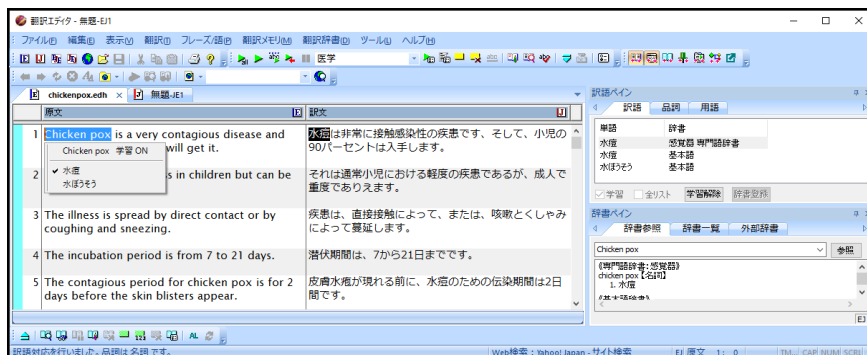 翻訳エディタ - 無題-EJ1
ファイル(F) 編集(E) 表示(V) 翻訳(T) フレーズ/語(P) 翻訳メモリ(M) 翻訳辞書(D) ツール(L) ヘルプ(H)
医学
chickenpox.edh × 無題-JE1
原文 E 訳文 J
1 Chicken pox is a very contagious disease and
will get it.
水痘は非常に接触感染性の疾患です、そして、小児の
90パーセントは入手します。
Chicken pox 学習 ON
✓ 水痘
水ぼうそう
2 s in children but can be
それは通常小児における軽度の疾患であるが、成人で
重度でありえます。
3 The illness is spread by direct contact or by
coughing and sneezing.
疾患は、直接接触によって、または、咳嗽とくしゃみ
によって蔓延します。
4 The incubation period is from 7 to 21 days.
潜伏期間は、7から21日までです。
5 The contagious period for chicken pox is for 2
days before the skin blisters appear.
皮膚水疱が現れる前に、水痘のための伝染期間は2日
間です。
訳語ペイン
訳語 品詞 用語
単語 辞書
水痘 感覚器 専門語辞書
水痘 基本語
水ぼうそう 基本語
学習 全リスト 学習解除 辞書登録
辞書ペイン
辞書参照 辞書一覧 外部辞書
Chicken pox 参照
《専門語辞書:感覚器》
chicken pox【名詞】
1. 水痘
《基本語辞書》
EJ
AL
訳語対応を行いました。品詞は 名詞 です。 Web検索 : Yahoo! Japan - サイト検索 EJ 原文 1: 0 TM... CAP NUM SCRL